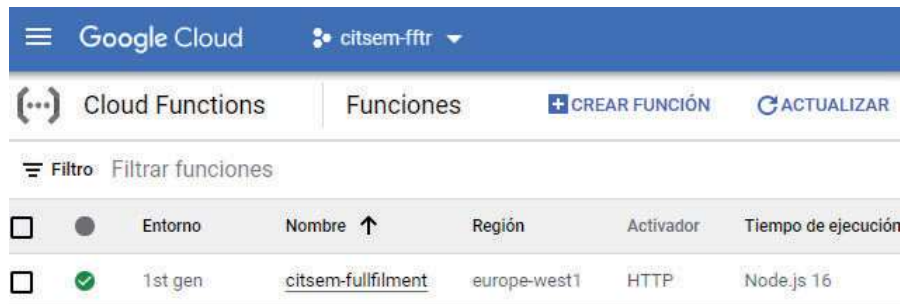 Google Cloud citsem-fftr
Cloud Functions Funciones CREAR FUNCIÓN ACTUALIZAR
Filtro Filtrar funciones
Entorno Nombre Región Activador Tiempo de ejecución
1st gen citsem-fullfilment europe-west1 HTTP Node.js 16